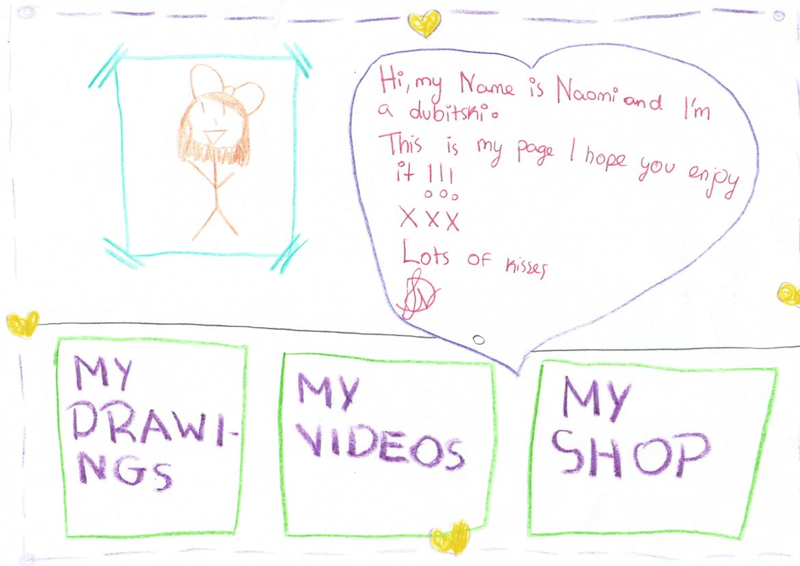 Hi, my Name is Naomi and I'm
a dubitski.
This is my page I hope you enjoy
it !!!
XXX
Lots of kisses
MY
DRAWI-
NGS
MY
VIDEOS
MY
SHOP